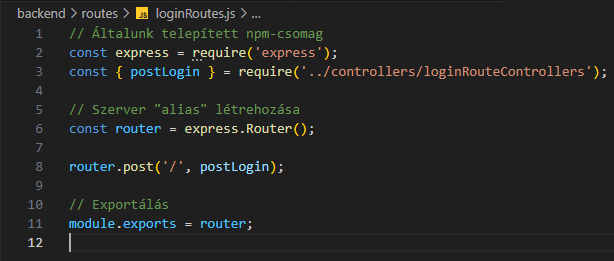 backend > routes > JS loginRoutes.js > ...
1 // Általunk telepített npm-csomag
2 const express = require('express');
3 const { postLogin } = require('../controllers/loginRouteControllers');
4
5 // Szerver "alias" létrehozása
6 const router = express.Router();
7
8 router.post('/', postLogin);
9
10 // Exportálás
11 module.exports = router;
12